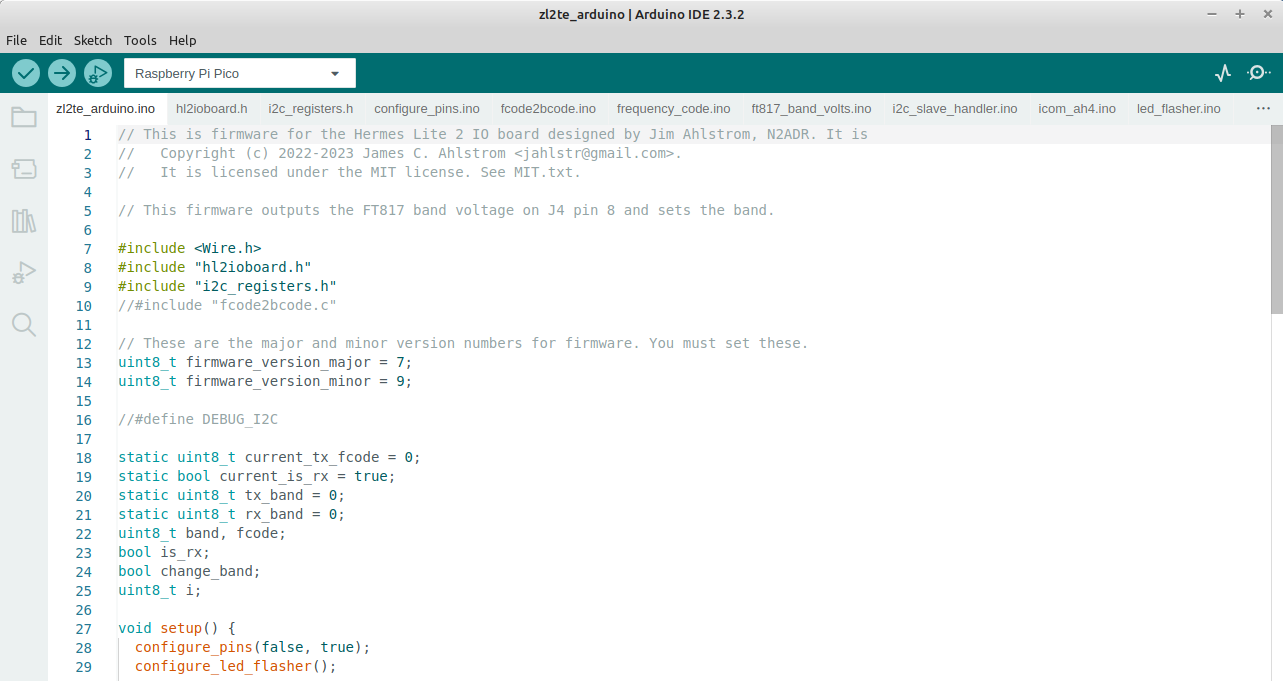 zl2te_arduino | Arduino IDE 2.3.2
File Edit Sketch Tools Help
Raspberry Pi Pico
zl2te_arduino.ino hl2ioboard.h i2c_registers.h configure_pins.ino fcode2bcode.ino frequency_code.ino ft817_band_volts.ino i2c_slave_handler.ino icom_ah4.ino led_flasher.ino ...
1 // This is firmware for the Hermes Lite 2 IO board designed by Jim Ahlstrom, N2ADR. It is
2 //   Copyright (c) 2022-2023 James C. Ahlstrom <jahlstr@gmail.com>.
3 //   It is licensed under the MIT license. See MIT.txt.
4
5 // This firmware outputs the FT817 band voltage on J4 pin 8 and sets the band.
6
7 #include <Wire.h>
8 #include "hl2ioboard.h"
9 #include "i2c_registers.h"
10 //#include "fcode2bcode.c"
11
12 // These are the major and minor version numbers for firmware. You must set these.
13 uint8_t firmware_version_major = 7;
14 uint8_t firmware_version_minor = 9;
15
16 //#define DEBUG_I2C
17
18 static uint8_t current_tx_fcode = 0;
19 static bool current_is_rx = true;
20 static uint8_t tx_band = 0;
21 static uint8_t rx_band = 0;
22 uint8_t band, fcode;
23 bool is_rx;
24 bool change_band;
25 uint8_t i;
26
27 void setup() {
28   configure_pins(false, true);
29   configure_led_flasher();